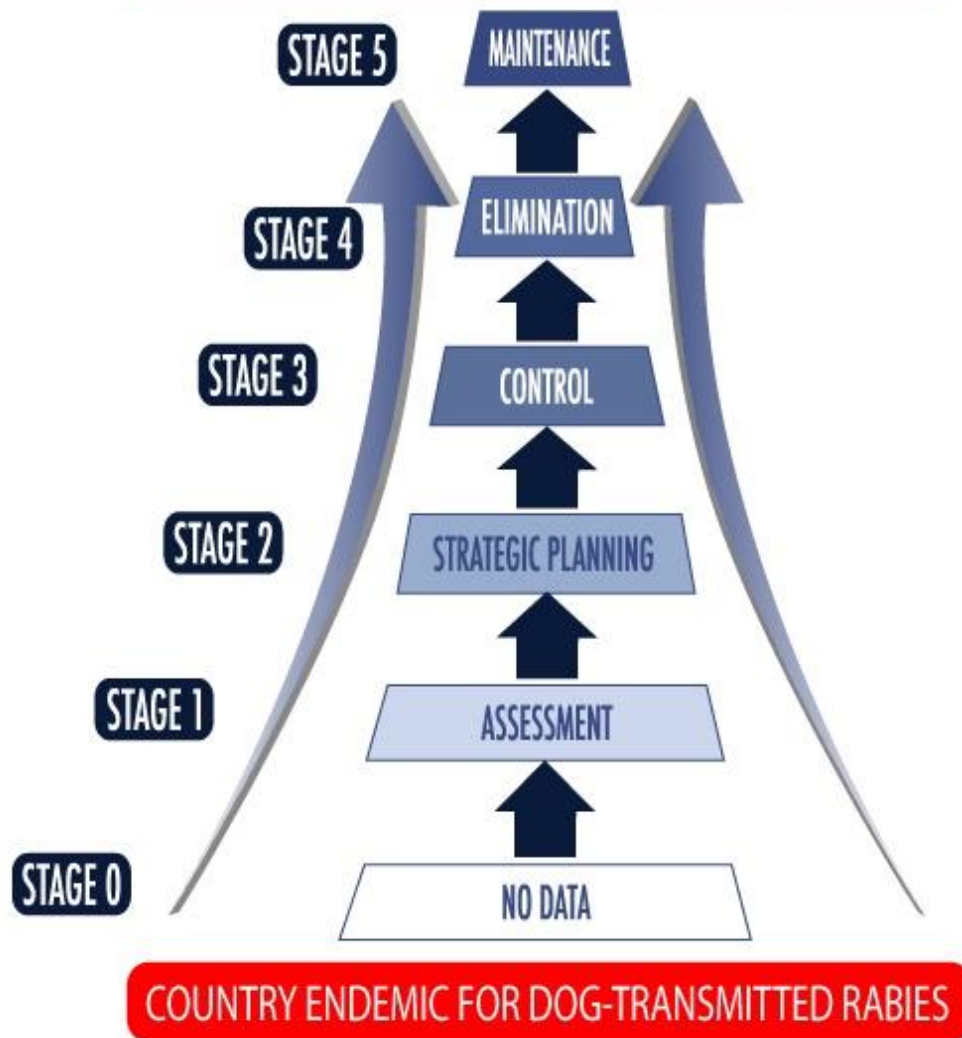 STAGE 5
MAINTENANCE
STAGE 4
ELIMINATION
STAGE 3
CONTROL
STAGE 2
STRATEGIC PLANNING
STAGE 1
ASSESSMENT
STAGE 0
NO DATA
COUNTRY ENDEMIC FOR DOG-TRANSMITTED RABIES